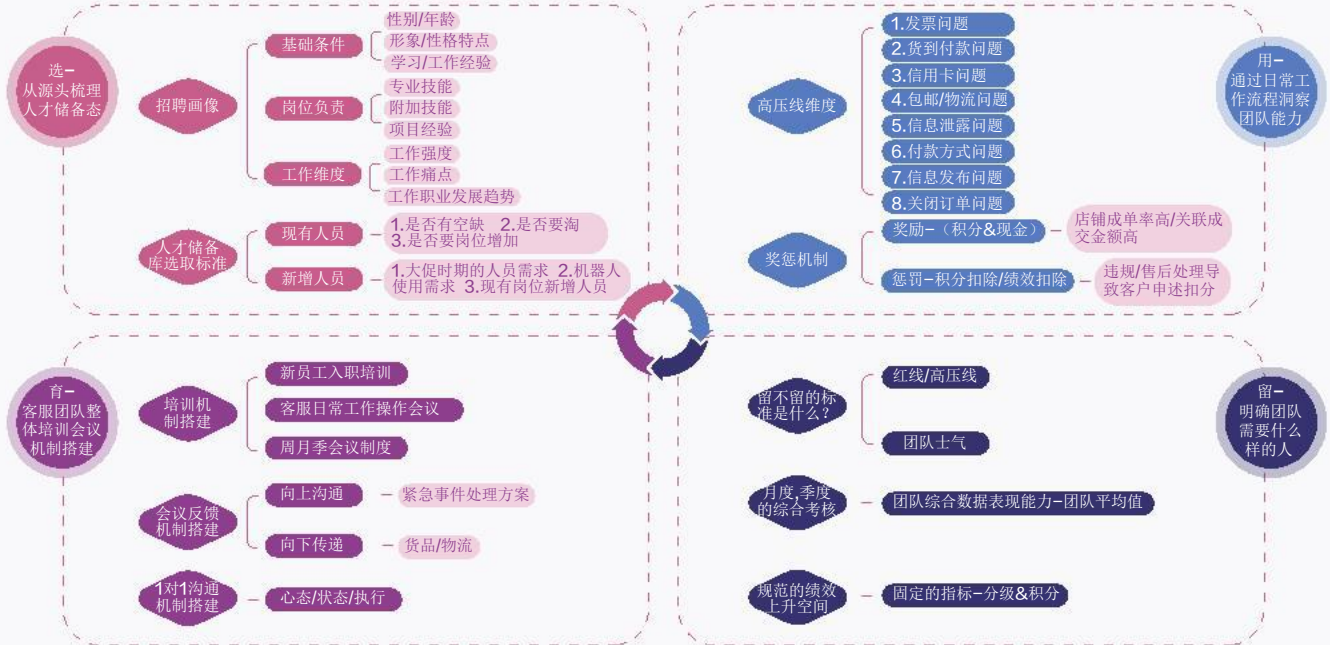 选–
从源头梳理
人才储备态
招聘画像
基础条件
性别/年龄
形象/性格特点
学习/工作经验
岗位负责
专业技能
附加技能
项目经验
工作维度
工作强度
工作痛点
工作职业发展趋势
人才储备
库选取标准
现有人员
1.是否有空缺 2.是否要淘
3.是否要岗位增加
新增人员
1.大促时期的人员需求 2.机器人
使用需求 3.现有岗位新增人员
用–
通过日常工
作流程洞察
团队能力
高压线维度
1.发票问题
2.货到付款问题
3.信用卡问题
4.包邮/物流问题
5.信息泄露问题
6.付款方式问题
7.信息发布问题
8.关闭订单问题
奖惩机制
奖励–（积分&现金）
店铺成单率高/关联成
交金额高
惩罚–积分扣除/绩效扣除
违规/售后处理导
致客户申述扣分
育–
客服团队整
体培训会议
机制搭建
培训机
制搭建
新员工入职培训
客服日常工作操作会议
周月季会议制度
会议反馈
机制搭建
向上沟通
紧急事件处理方案
向下传递
货品/物流
1对1沟通
机制搭建
心态/状态/执行
留–
明确团队
需要什么
样的人
留不留的标
准是什么？
红线/高压线
团队士气
月度,季度
的综合考核
团队综合数据表现能力–团队平均值
规范的绩效
上升空间
固定的指标–分级&积分